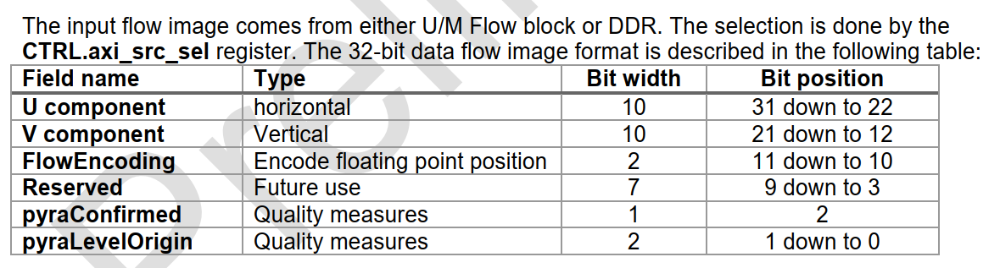 The input flow image comes from either U/M Flow block or DDR. The selection is done by the
CTRL.axi_src_sel register. The 32-bit data flow image format is described in the following table:
Field name Type Bit width Bit position
U component horizontal 10 31 down to 22
V component Vertical 10 21 down to 12
FlowEncoding Encode floating point position 2 11 down to 10
Reserved Future use 7 9 down to 3
pyraConfirmed Quality measures 1 2
pyraLevelOrigin Quality measures 2 1 down to 0